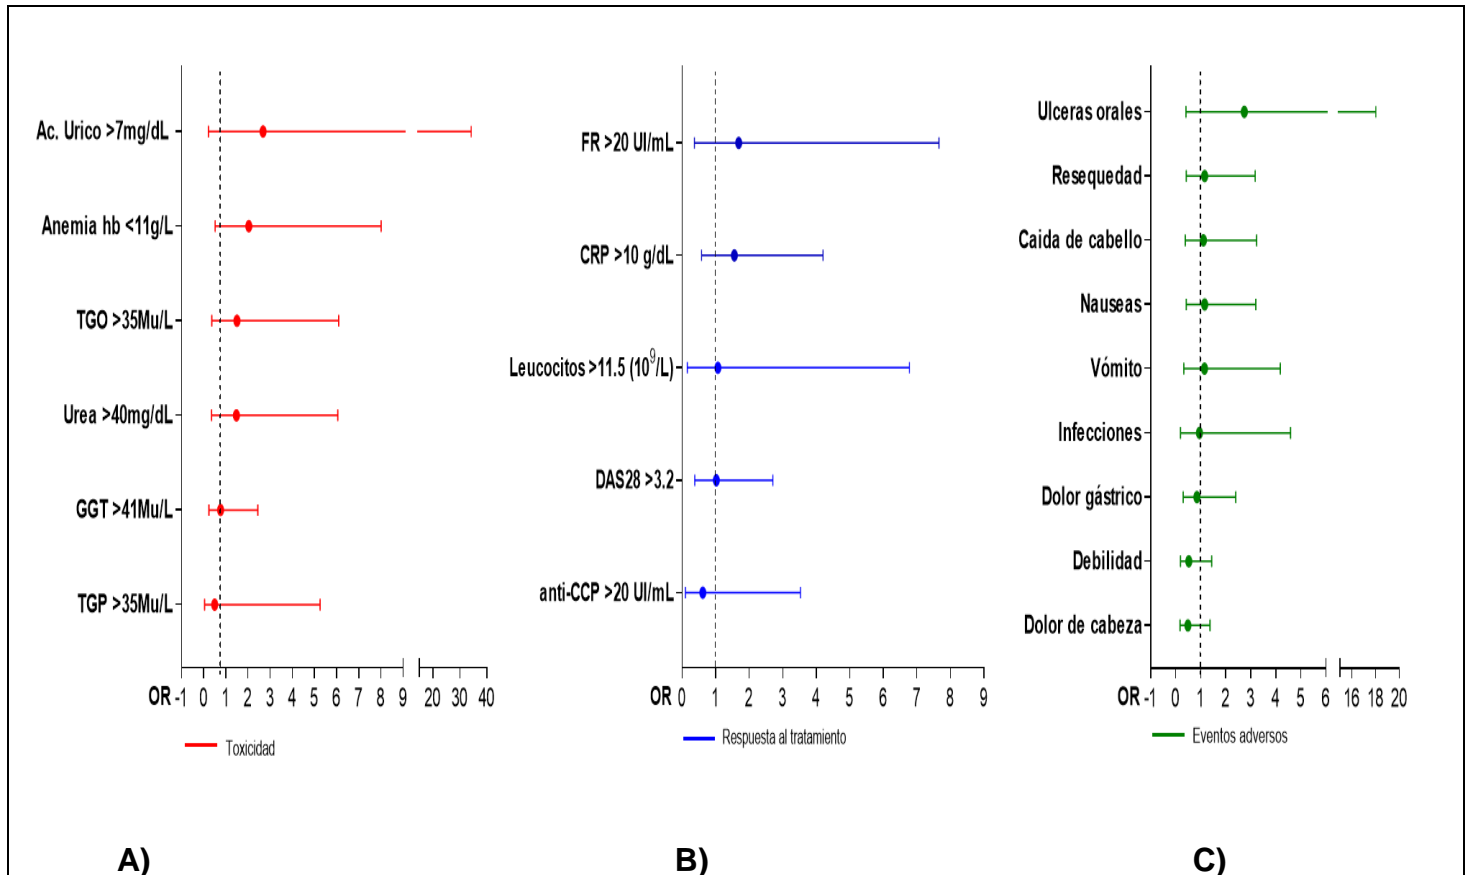 Ac. Urico >7mg/dL
Anemia hb <11g/L
TGO >35Mu/L
Urea >40mg/dL
GGT >41Mu/L
TGP >35Mu/L
OR -1 0 1 2 3 4 5 6 7 8 9 20 30 40
Toxicidad
A)
FR >20 UI/mL
CRP >10 g/dL
Leucocitos >11.5 (10⁹/L)
DAS28 >3.2
anti-CCP >20 UI/mL
OR 0 1 2 3 4 5 6 7 8 9
Respuesta al tratamiento
B)
Ulceras orales
Resequedad
Caida de cabello
Nauseas
Vómito
Infecciones
Dolor gástrico
Debilidad
Dolor de cabeza
OR -1 0 1 2 3 4 5 6 16 18 20
Eventos adversos
C)